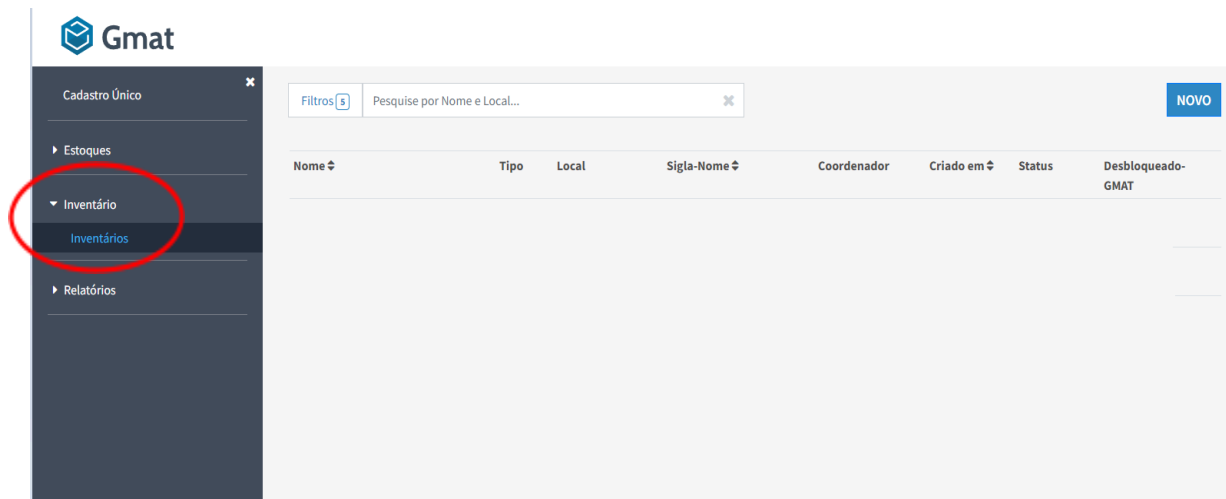 Gmat
Cadastro Único
Estoques
Inventário
Inventários
Relatórios
Filtros 5 Pesquise por Nome e Local...
NOVO
Nome Tipo Local Sigla-Nome Coordenador Criado em Status Desbloqueado-
GMAT